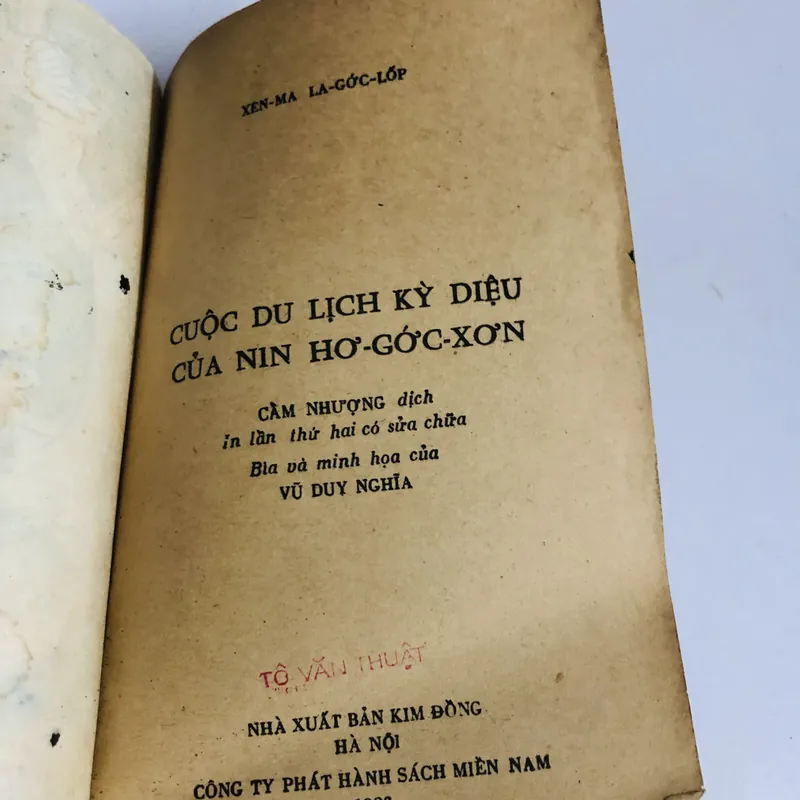 XEN-MA LA-GỚC-LỐP
CUỘC DU LỊCH KỲ DIỆU
CỦA NIN HƠ-GỚC-XƠN
CẨM NHƯỢNG dịch
In lần thứ hai có sửa chữa
Bìa và minh họa của
VŨ DUY NGHĨA
TÔ VĂN THUẬT
NHÀ XUẤT BẢN KIM ĐỒNG
HÀ NỘI
CÔNG TY PHÁT HÀNH SÁCH MIỀN NAM